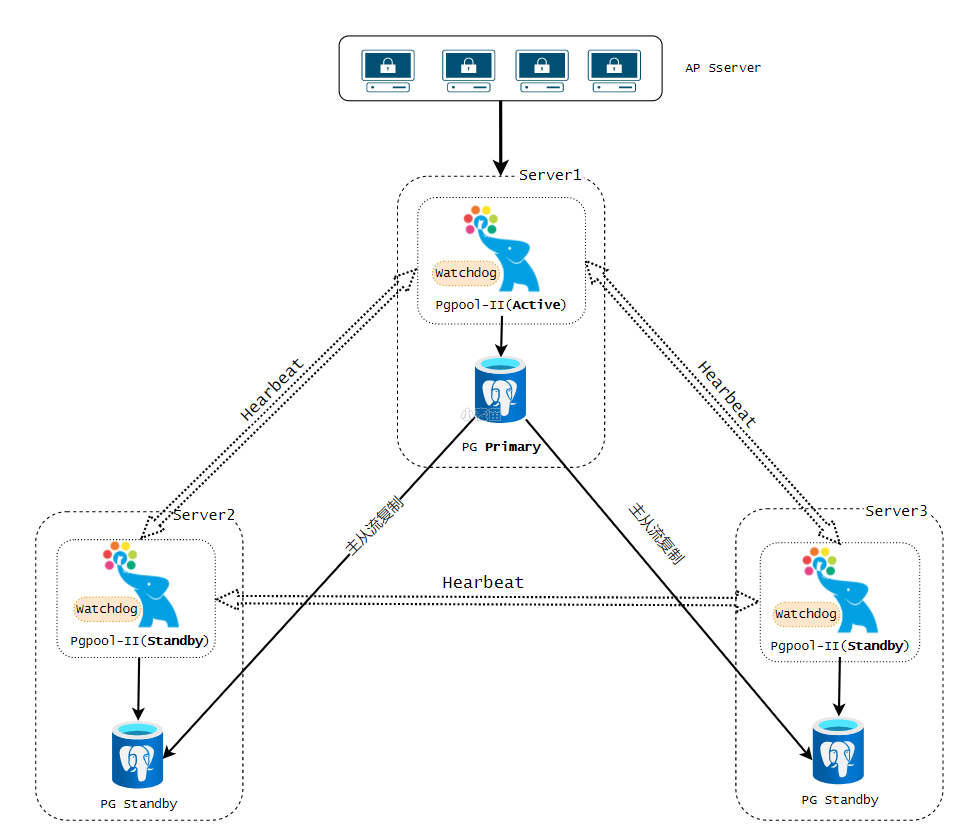 AP Sserver
Server1
Watchdog
Pgpool-II(Active)
Hearbeat
Hearbeat
PG Primary
主从流复制
主从流复制
Server2
Server3
Watchdog
Pgpool-II(Standby)
Hearbeat
Watchdog
Pgpool-II(Standby)
PG Standby
PG Standby